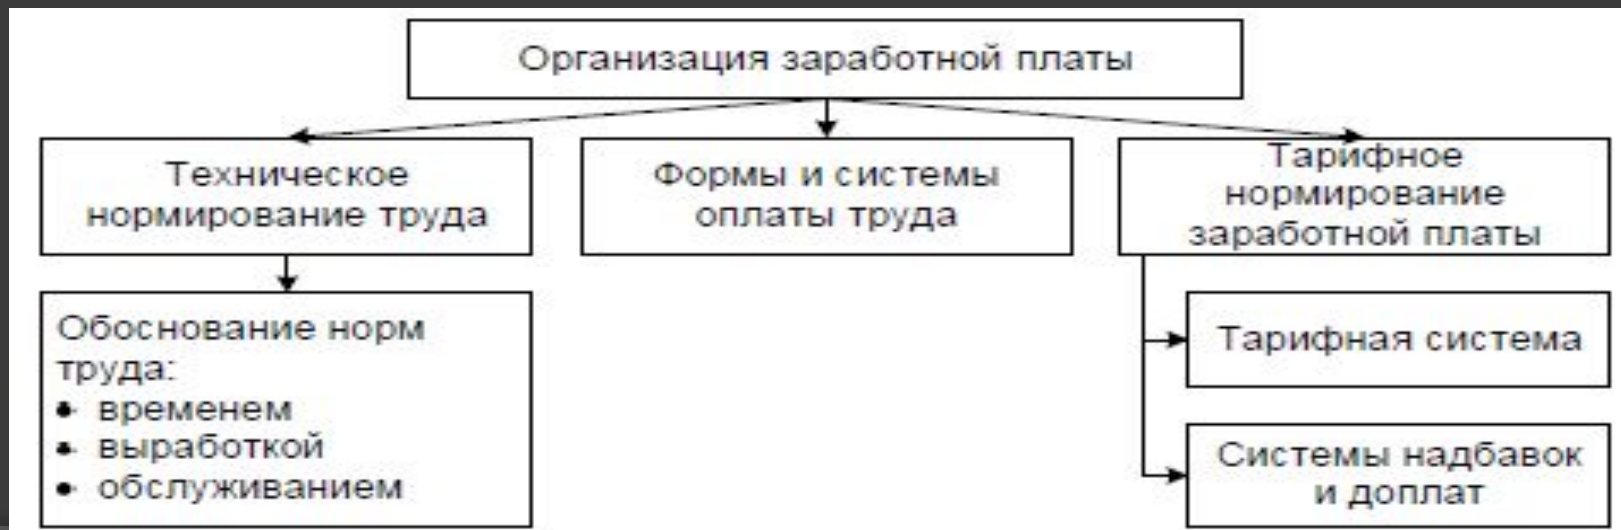 Организация заработной платы
Техническое
нормирование труда
Формы и системы
оплаты труда
Тарифное
нормирование
заработной платы
Обоснование норм
труда:
• временем
• выработкой
• обслуживанием
Тарифная система
Системы надбавок
и доплат